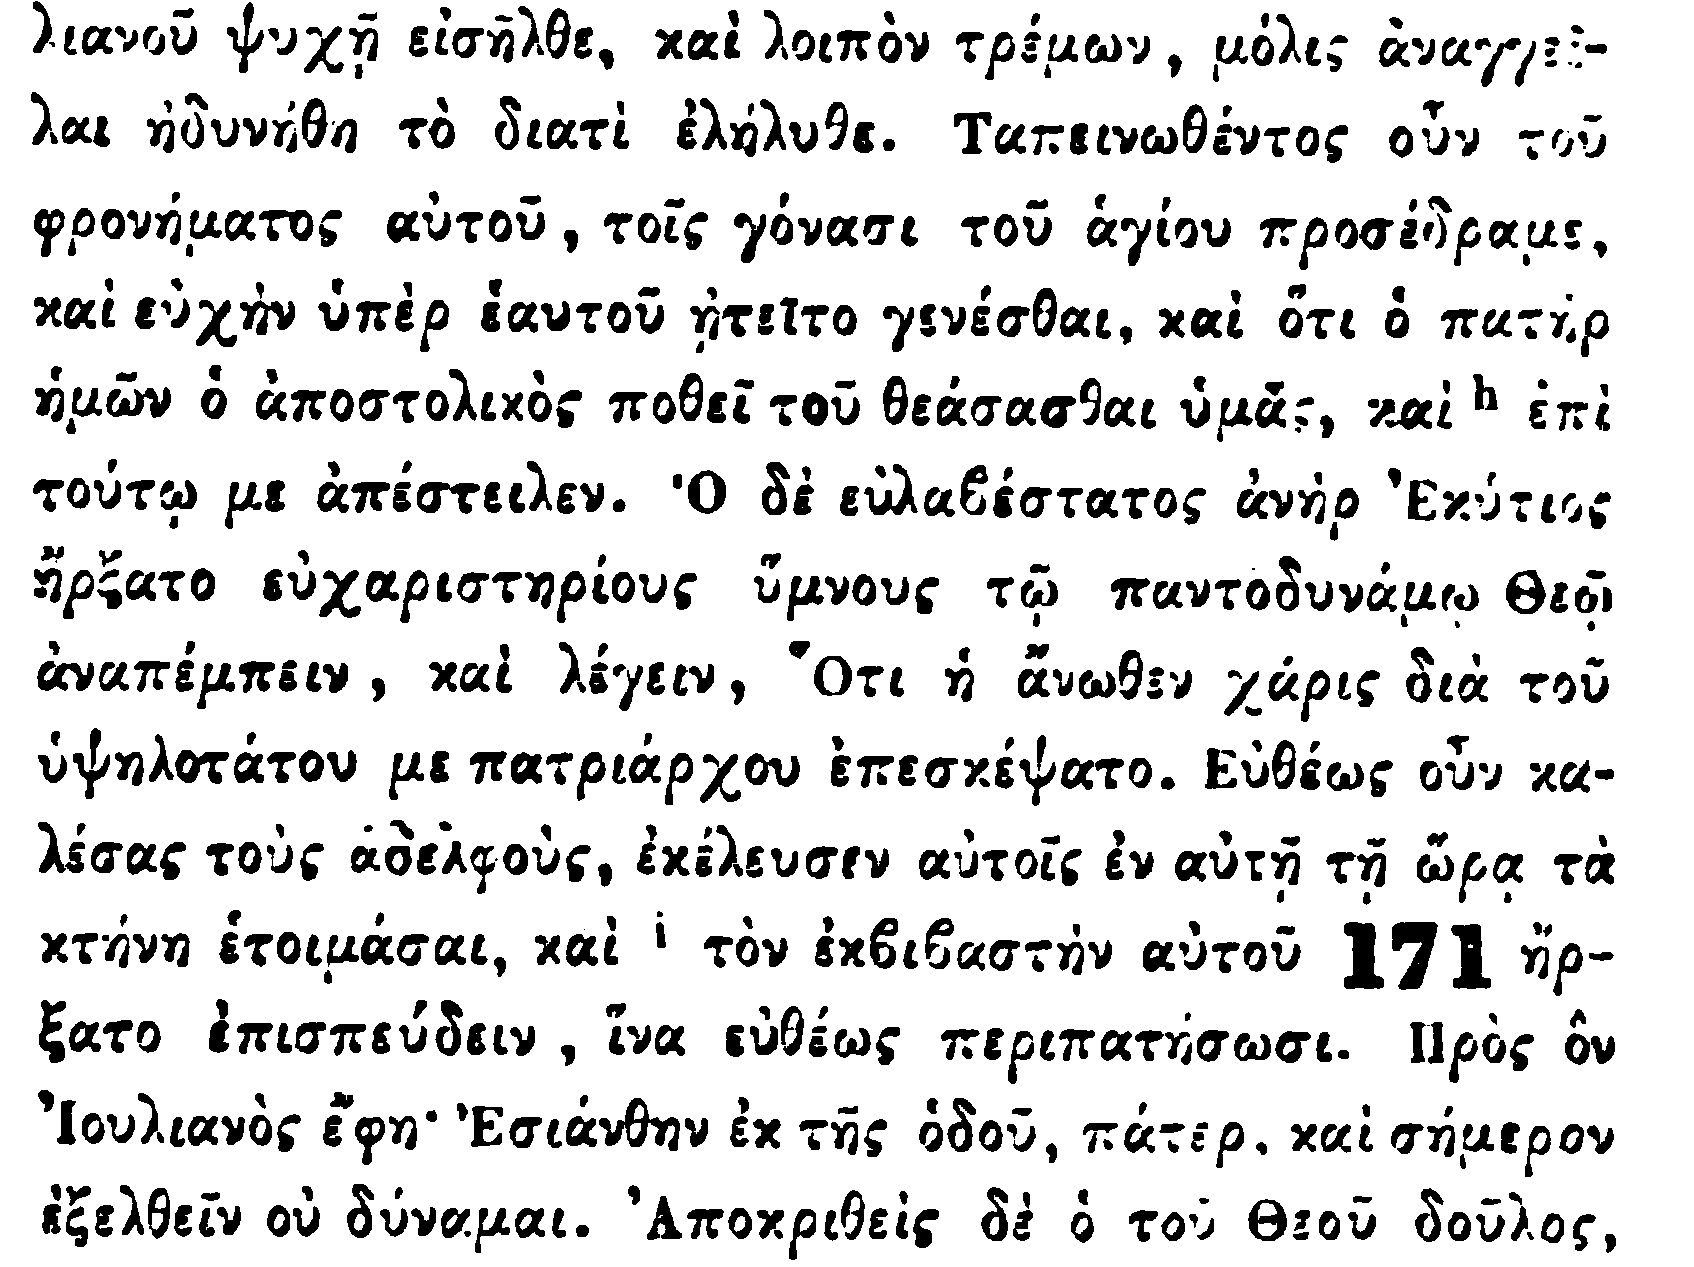 λιανοῦ ψυχῇ εἰσῆλθε, καὶ λοιπὸν τρέμων, μόλις ἀναγγεῖ-
λαι ἠδυνήθη τὸ διατὶ ἐλήλυθε. Ταπεινωθέντος οὖν τοῦ
φρονήματος αὐτοῦ, τοῖς γόνασι τοῦ ἁγίου προσέδραμε,
καὶ εὐχὴν ὑπὲρ ἑαυτοῦ ᾐτεῖτο γενέσθαι, καὶ ὅτι ὁ πατὴρ
ἡμῶν ὁ ἀποστολικὸς ποθεῖ τοῦ θεάσασθαι ὑμᾶς, καὶ h ἐπὶ
τούτῳ με ἀπέστειλεν. Ὁ δὲ εὐλαβέστατος ἀνὴρ Ἐκύτιος
ἤρξατο εὐχαριστηρίους ὕμνους τῷ παντοδυνάμῳ Θεῷ
ἀναπέμπειν, καὶ λέγειν, Ὅτι ἡ ἄνωθεν χάρις διὰ τοῦ
ὑψηλοτάτου με πατριάρχου ἐπεσκέψατο. Εὐθέως οὖν κα-
λέσας τοὺς ἀδελφοὺς, ἐκέλευσεν αὐτοῖς ἐν αὐτῇ τῇ ὥρᾳ τὰ
κτήνη ἑτοιμάσαι, καὶ i τὸν ἐκβιβαστὴν αὐτοῦ 171 ἤρ-
ξατο ἐπισπεύδειν, ἵνα εὐθέως περιπατήσωσι. Πρὸς ὃν
Ἰουλιανὸς ἔφη· Ἐσιάνθην ἐκ τῆς ὁδοῦ, πάτερ, καὶ σήμερον
ἐξελθεῖν οὐ δύναμαι. Ἀποκριθεὶς δὲ ὁ τοῦ Θεοῦ δοῦλος,